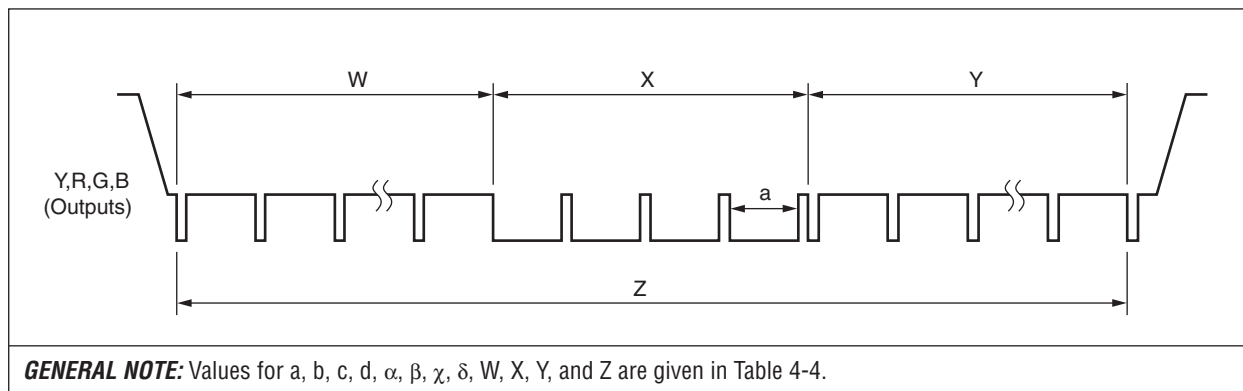 W
X
Y
Y,R,G,B
(Outputs)
a
Z
GENERAL NOTE: Values for a, b, c, d, α, β, χ, δ, W, X, Y, and Z are given in Table 4-4.